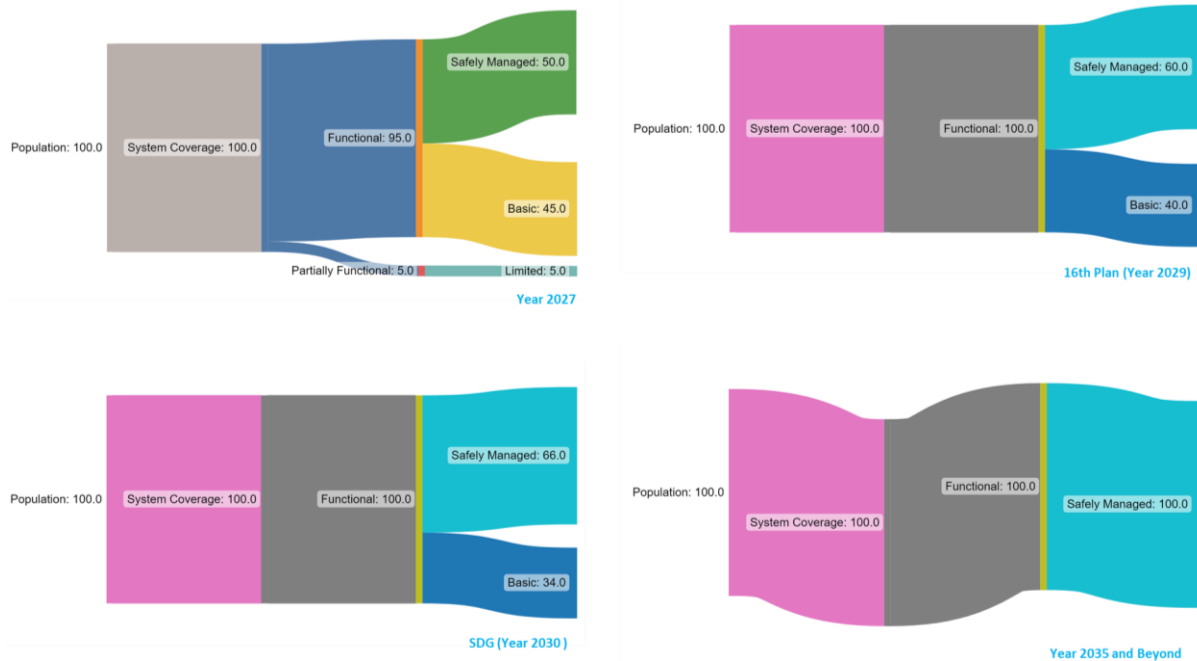 Population: 100.0
System Coverage: 100.0
Functional: 95.0
Safely Managed: 50.0
Basic: 45.0
Partially Functional: 5.0
Limited: 5.0
Year 2027
Population: 100.0
System Coverage: 100.0
Functional: 100.0
Safely Managed: 60.0
Basic: 40.0
16th Plan (Year 2029)
Population: 100.0
System Coverage: 100.0
Functional: 100.0
Safely Managed: 66.0
Basic: 34.0
SDG (Year 2030 )
Population: 100.0
System Coverage: 100.0
Functional: 100.0
Safely Managed: 100.0
Year 2035 and Beyond